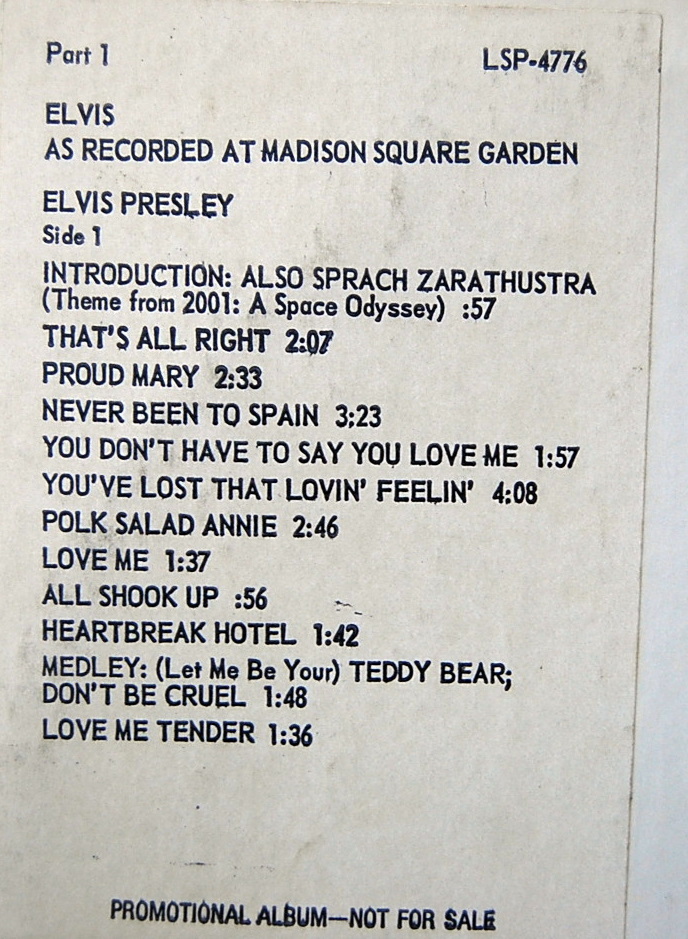 Part 1 LSP-4776
ELVIS
AS RECORDED AT MADISON SQUARE GARDEN
ELVIS PRESLEY
Side 1
INTRODUCTION: ALSO SPRACH ZARATHUSTRA
(Theme from 2001: A Space Odyssey) :57
THAT'S ALL RIGHT 2:07
PROUD MARY 2:33
NEVER BEEN TO SPAIN 3;23
YOU DON'T HAVE TO SAY YOU LOVE ME 1:57
YOU'VE LOST THAT LOVIN' FEELIN' 4:08
POLK SALAD ANNIE 2:46
LOVE ME 1:37
ALL SHOOK UP :56
HEARTBREAK HOTEL 1:42
MEDLEY: (Let Me Be Your) TEDDY BEAR;
DON'T BE CRUEL 1:48
LOVE ME TENDER 1:36
PROMOTIONAL ALBUM—NOT FOR SALE